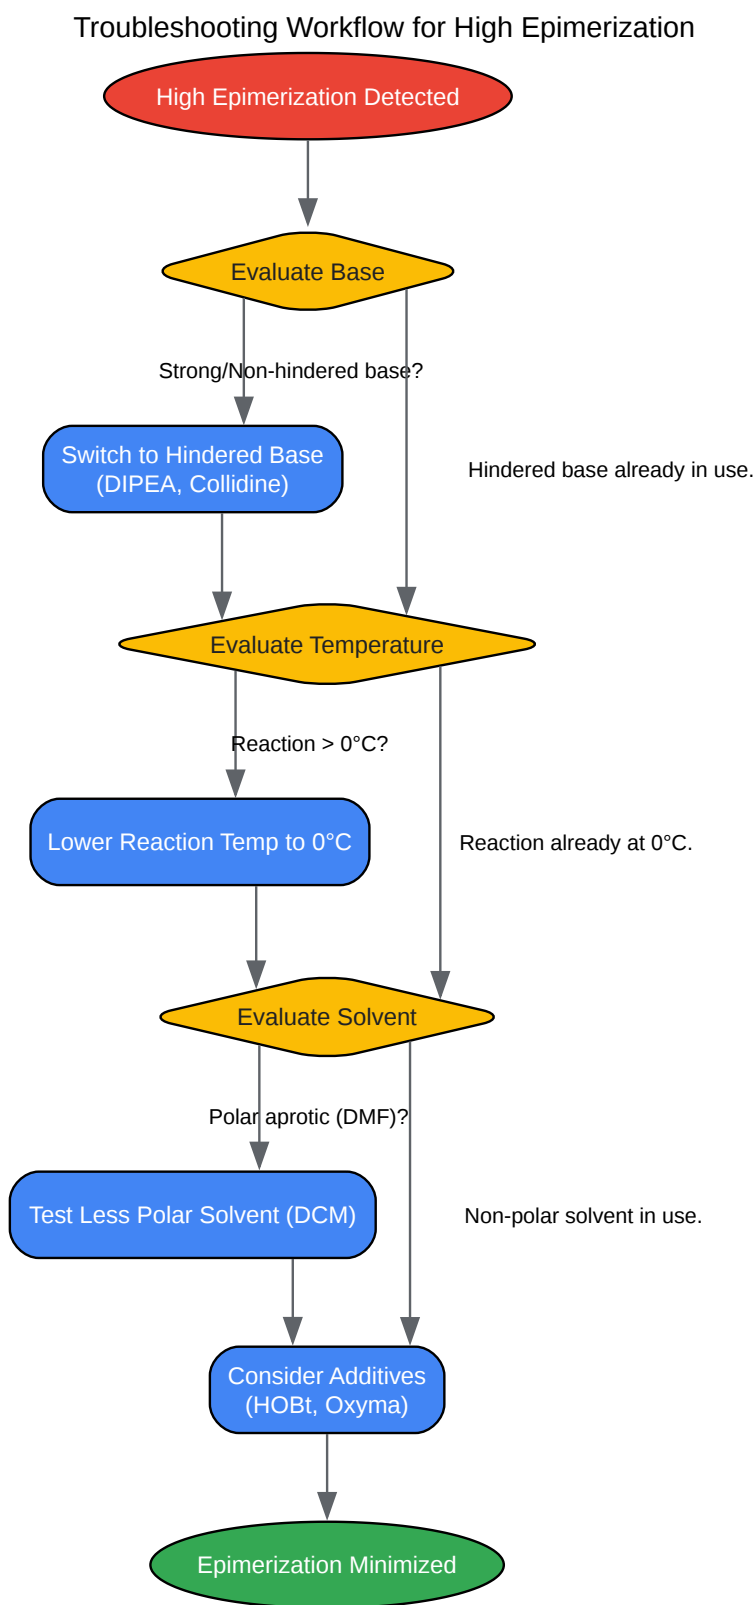 Troubleshooting Workflow for High Epimerization
High Epimerization Detected
Evaluate Base
Strong/Non-hindered base?
Switch to Hindered Base
(DIPEA, Collidine)
Hindered base already in use.
Evaluate Temperature
Reaction > 0°C?
Lower Reaction Temp to 0°C
Reaction already at 0°C.
Evaluate Solvent
Polar aprotic (DMF)?
Test Less Polar Solvent (DCM)
Non-polar solvent in use.
Consider Additives
(HOBt, Oxyma)
Epimerization Minimized